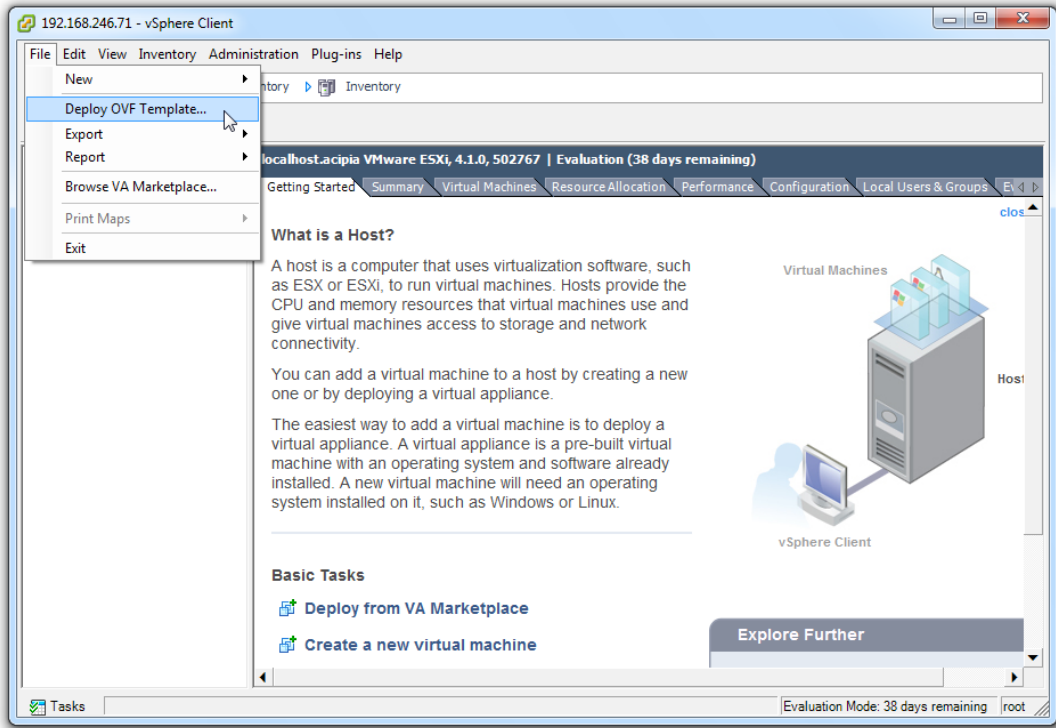 192.168.246.71 - vSphere Client
File Edit View Inventory Administration Plug-ins Help
New
Deploy OVF Template...
Export
Report
Browse VA Marketplace...
Print Maps
Exit
ntory Inventory
localhost.acipia VMware ESXi, 4.1.0, 502767 | Evaluation (38 days remaining)
Getting Started Summary Virtual Machines Resource Allocation Performance Configuration Local Users & Groups Ev
clos
What is a Host?
A host is a computer that uses virtualization software, such
as ESX or ESXi, to run virtual machines. Hosts provide the
CPU and memory resources that virtual machines use and
give virtual machines access to storage and network
connectivity.
You can add a virtual machine to a host by creating a new
one or by deploying a virtual appliance.
The easiest way to add a virtual machine is to deploy a
virtual appliance. A virtual appliance is a pre-built virtual
machine with an operating system and software already
installed. A new virtual machine will need an operating
system installed on it, such as Windows or Linux.
Virtual Machines
Host
vSphere Client
Basic Tasks
Deploy from VA Marketplace
Create a new virtual machine
Explore Further
Tasks
Evaluation Mode: 38 days remaining root